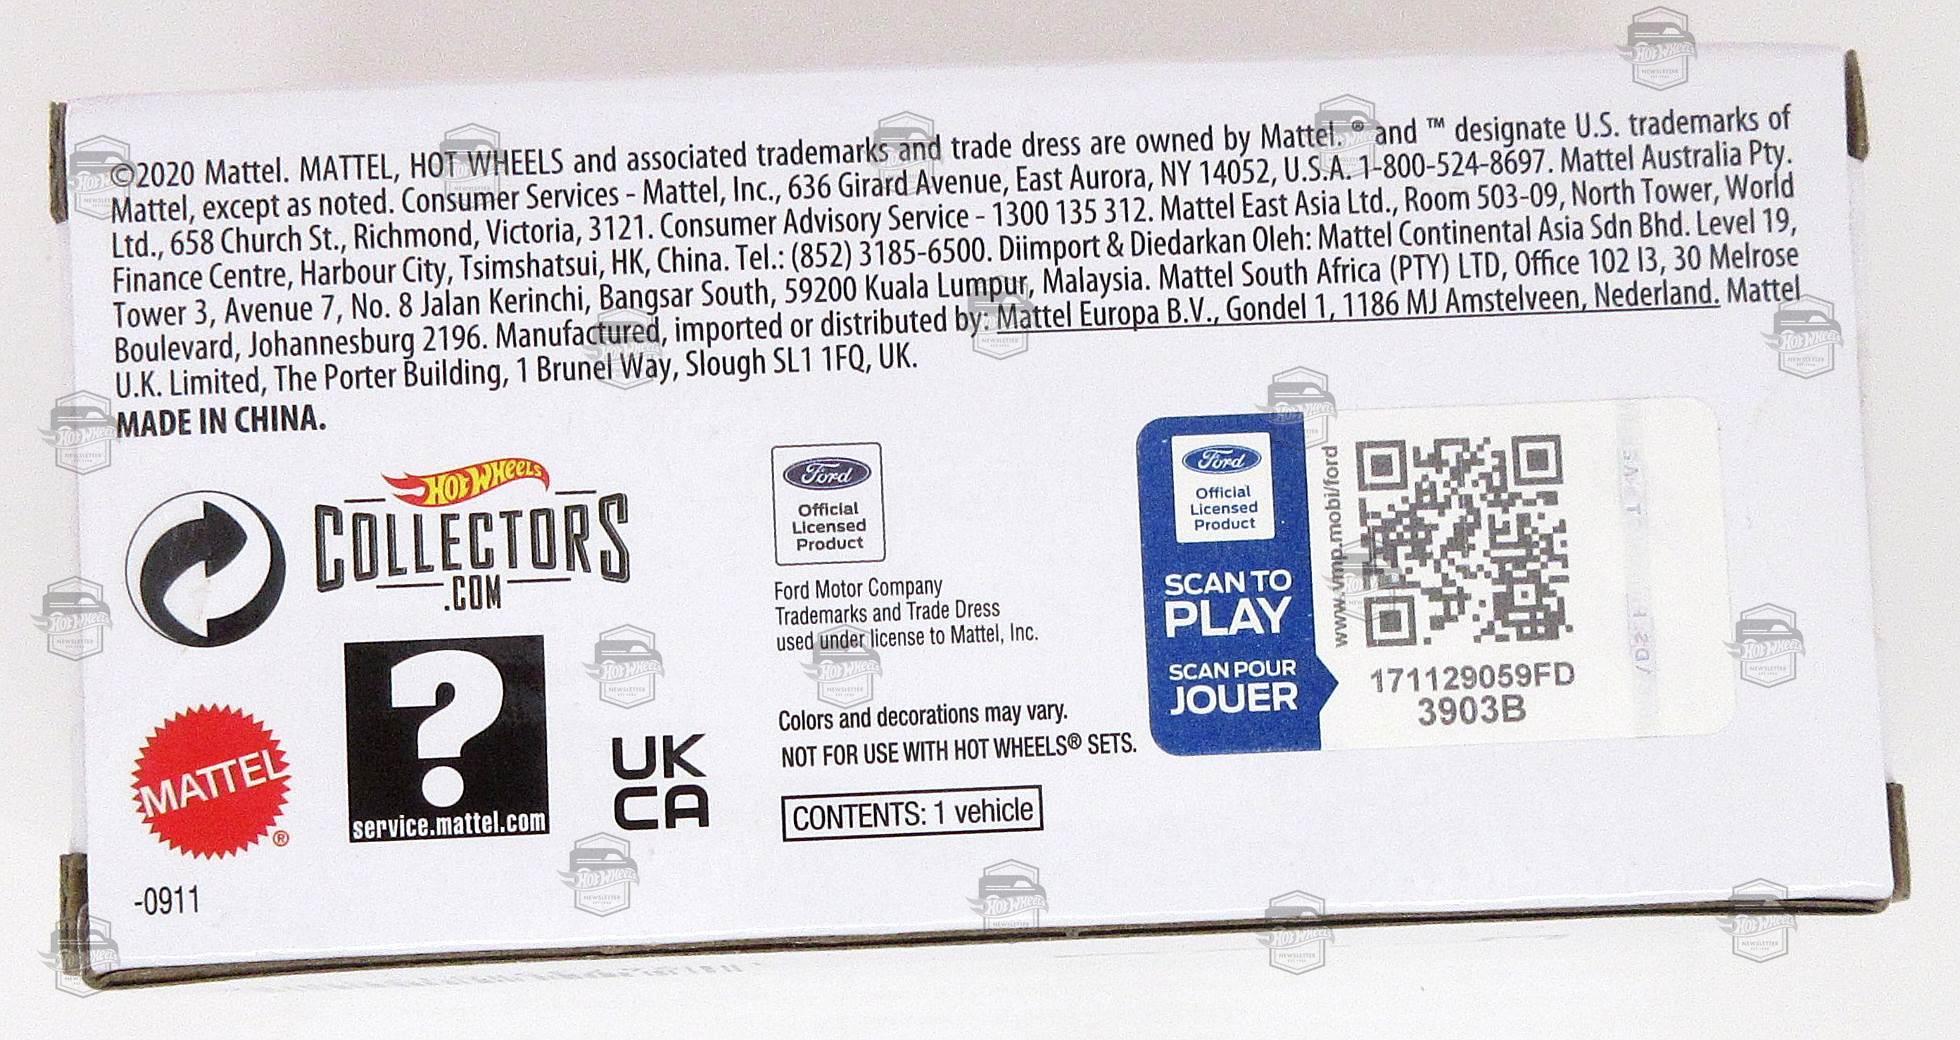 ©2020 Mattel. MATTEL, HOT WHEELS and associated trademarks and trade dress are owned by Mattel. ® and ™ designate U.S. trademarks of
Mattel, except as noted. Consumer Services - Mattel, Inc., 636 Girard Avenue, East Aurora, NY 14052, U.S.A. 1-800-524-8697. Mattel Australia Pty.
Ltd., 658 Church St., Richmond, Victoria, 3121. Consumer Advisory Service - 1300 135 312. Mattel East Asia Ltd., Room 503-09, North Tower, World
Finance Centre, Harbour City, Tsimshatsui, HK, China. Tel.: (852) 3185-6500. Diimport & Diedarkan Oleh: Mattel Continental Asia Sdn Bhd. Level 19,
Tower 3, Avenue 7, No. 8 Jalan Kerinchi, Bangsar South, 59200 Kuala Lumpur, Malaysia. Mattel South Africa (PTY) LTD, Office 102 I3, 30 Melrose
Boulevard, Johannesburg 2196. Manufactured, imported or distributed by: Mattel Europa B.V., Gondel 1, 1186 MJ Amstelveen, Nederland. Mattel
U.K. Limited, The Porter Building, 1 Brunel Way, Slough SL1 1FQ, UK.
MADE IN CHINA.
HOT WHEELS
COLLECTORS
.COM
MATTEL
®
?
service.mattel.com
UK
CA
-0911
Ford
Official
Licensed
Product
Ford Motor Company
Trademarks and Trade Dress
used under license to Mattel, Inc.
Colors and decorations may vary.
NOT FOR USE WITH HOT WHEELS® SETS.
CONTENTS: 1 vehicle
Ford
Official
Licensed
Product
SCAN TO
PLAY
SCAN POUR
JOUER
www.vmp.mobi/ford
171129059FD
3903B
HOT WHEELS
NEWSLETTER